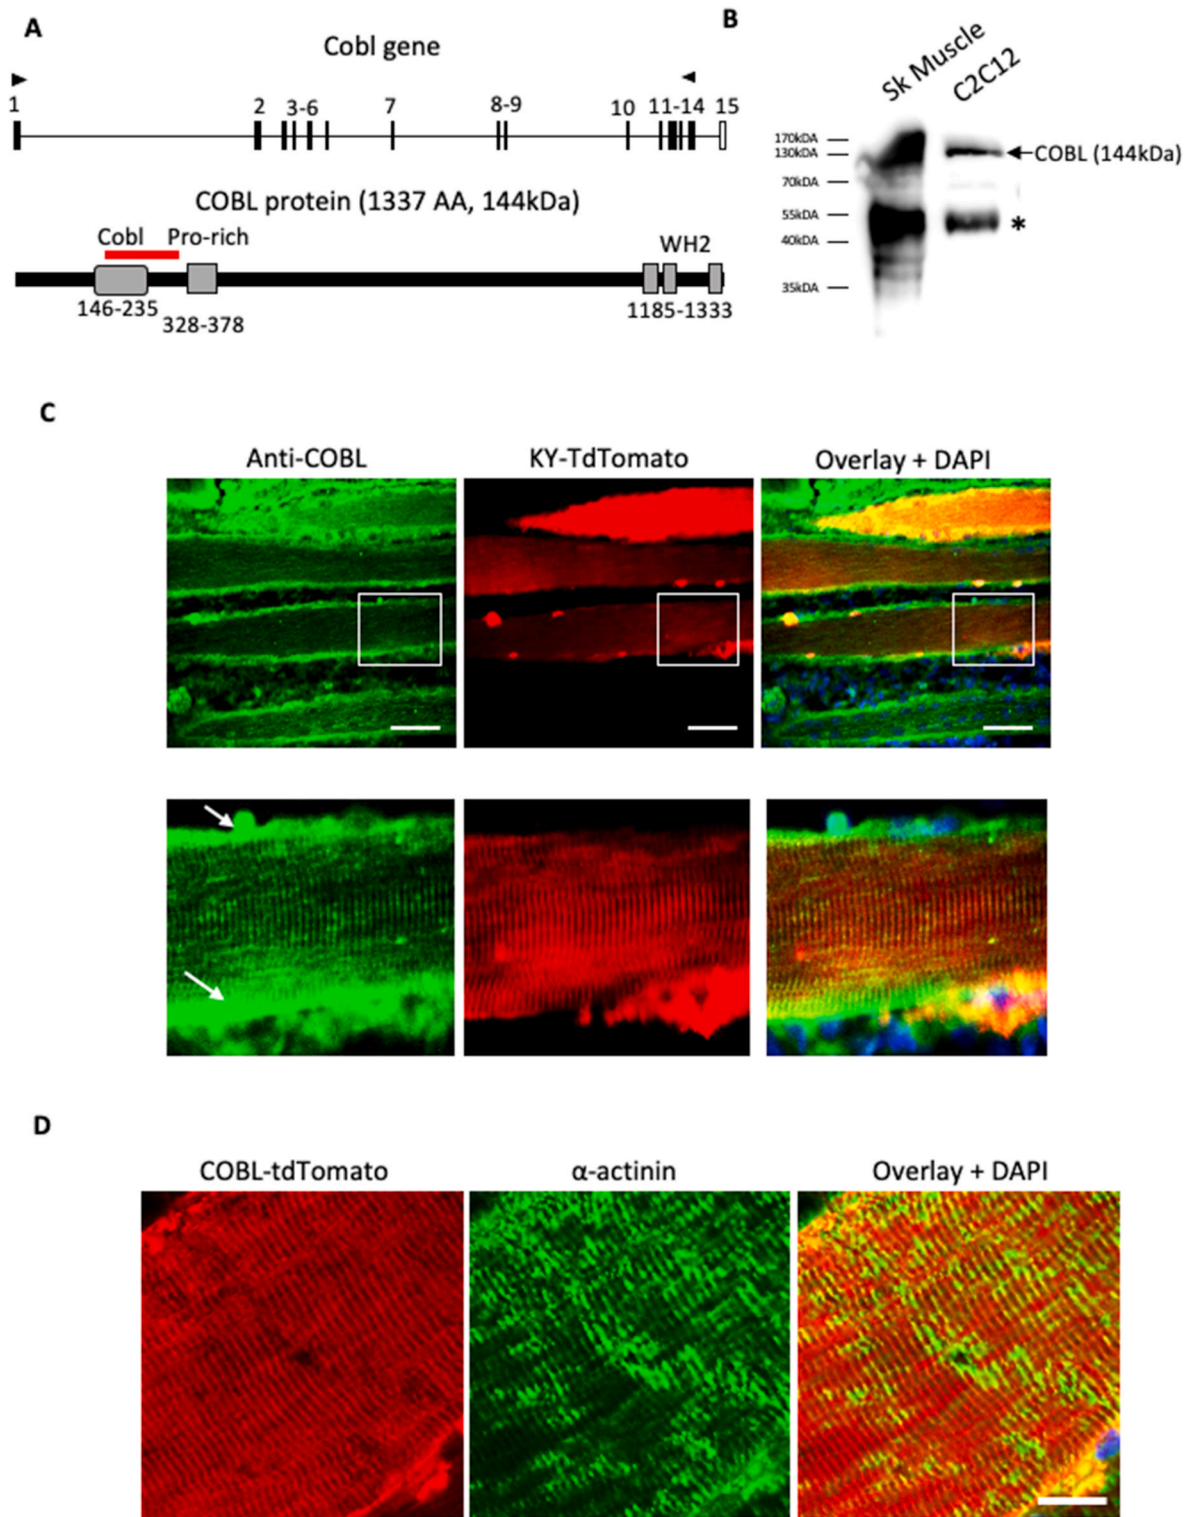 A
Cobl gene
1 2 3-6 7 8-9 10 11-14 15
COBL protein (1337 AA, 144kDa)
Cobl Pro-rich WH2
146-235 328-378 1185-1333
B
Sk Muscle C2C12
170kDA
130kDA
COBL (144kDa)
70kDA
55kDA
*
40kDA
35kDA
C
Anti-COBL KY-TdTomato Overlay + DAPI
D
COBL-tdTomato α-actinin Overlay + DAPI